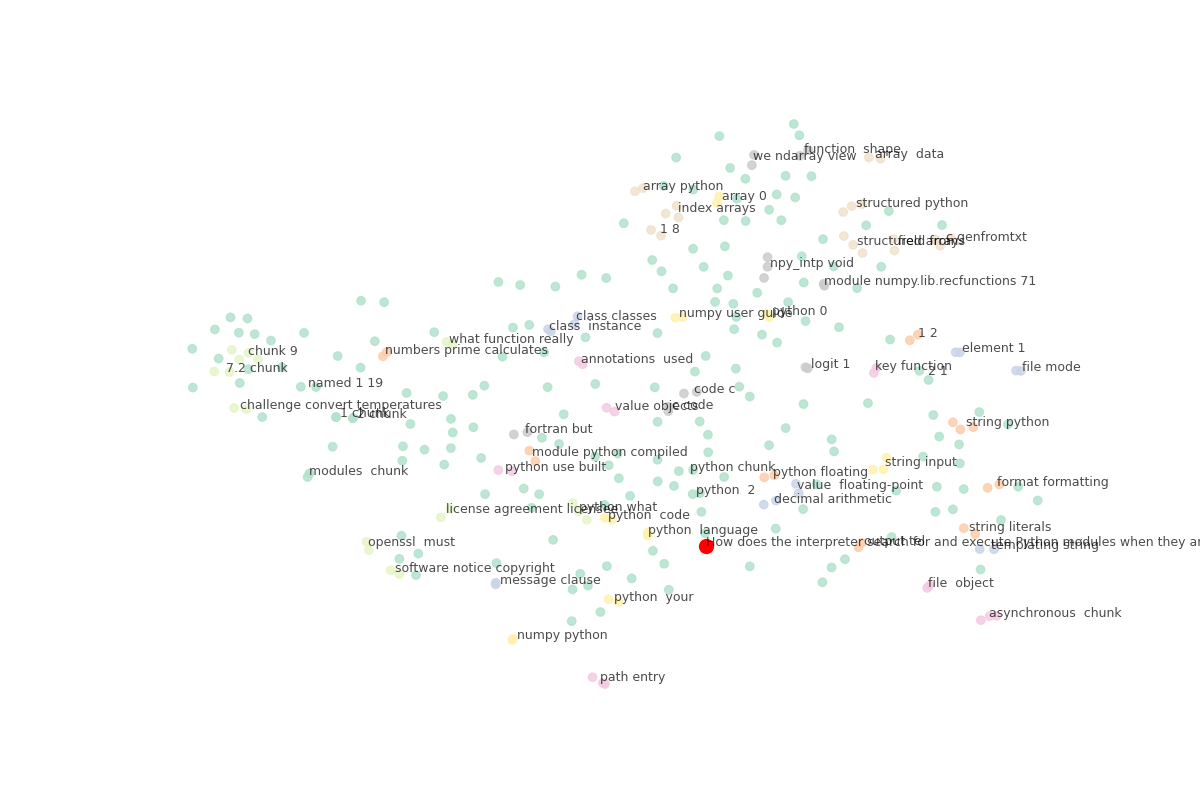 function  shape
we ndarray view
array  data
array python
array 0
structured python
index arrays
1 8
structured arrays
field from
c genfromtxt
npy_intp void
module numpy.lib.recfunctions 71
numpy user guide
python 0
class classes
class  instance
1 2
what function really
numbers prime calculates
element 1
chunk 9
annotations  used
7.2 chunk
logit 1
key function
2 1
file mode
named 1 19
code c
challenge convert temperatures
value objects
c code
1 chunk
2 chunk
string python
fortran but
module python compiled
string input
python use built
python chunk
python floating
modules  chunk
value  floating-point
format formatting
python  2
decimal arithmetic
license agreement licensee
python what
python  code
string literals
python  language
openssl  must
How does the interpreter search for and execute Python modules when they ar
output tel
templating string
software notice copyright
message clause
file  object
python  your
asynchronous  chunk
numpy python
path entry